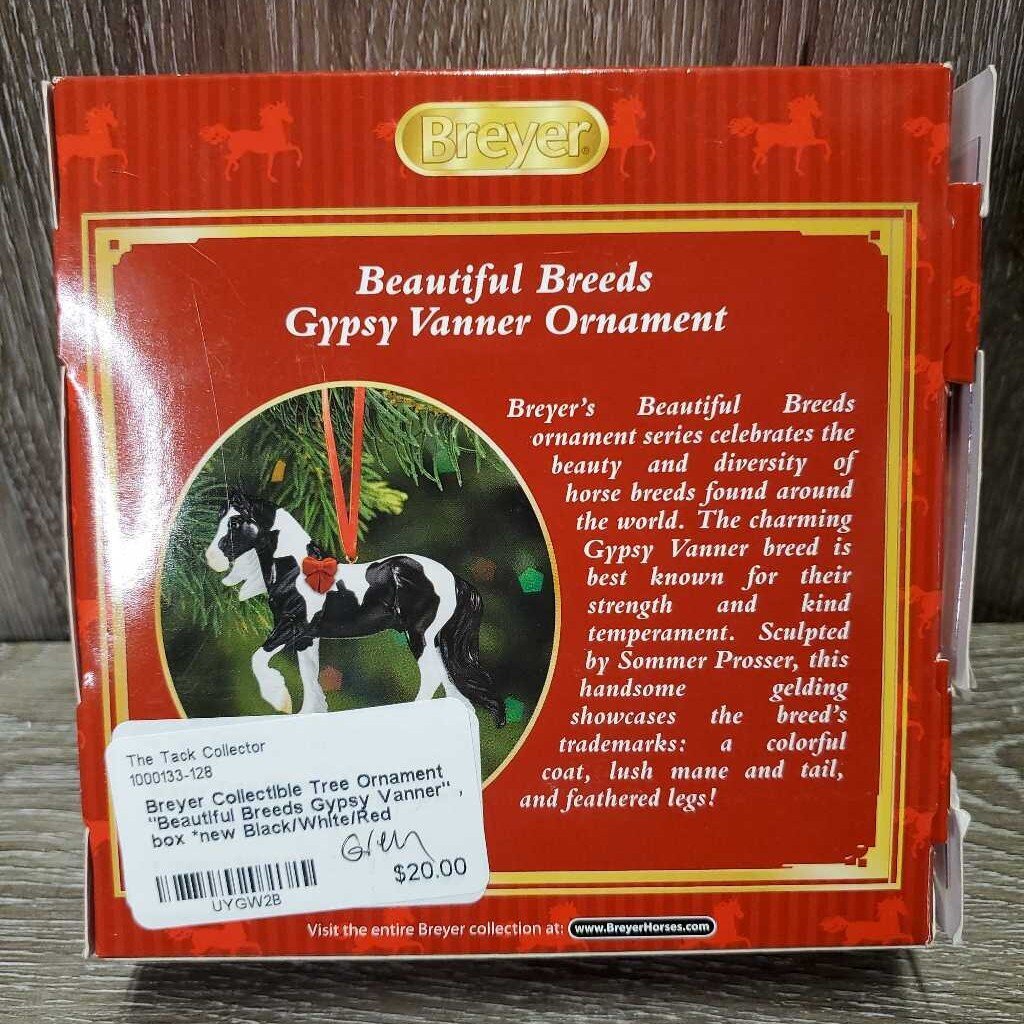 Breyer®
Beautiful Breeds
Gypsy Vanner Ornament
Breyer's Beautiful Breeds
ornament series celebrates the
beauty and diversity of
horse breeds found around
the world. The charming
Gypsy Vanner breed is
best known for their
strength and kind
temperament. Sculpted
by Sommer Prosser, this
handsome gelding
showcases the breed's
trademarks: a colorful
coat, lush mane and tail,
and feathered legs!
The Tack Collector
1000133-128
Breyer Collectible Tree Ornament
"Beautiful Breeds Gypsy Vanner" ,
box *new Black/White/Red
$20.00
UYGW2B
Visit the entire Breyer collection at: www.BreyerHorses.com